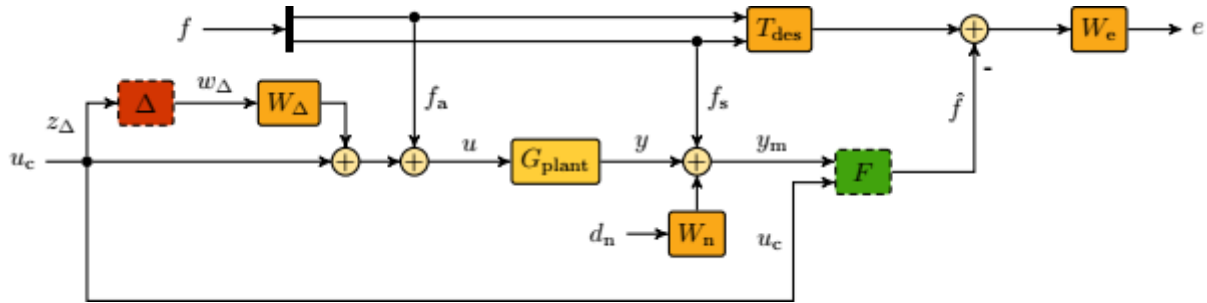 f T_des + W_e e
-
w_Δ f_a f_s f̂
Δ W_Δ
z_Δ
u_c + + u G_plant y + y_m F
d_n W_n u_c